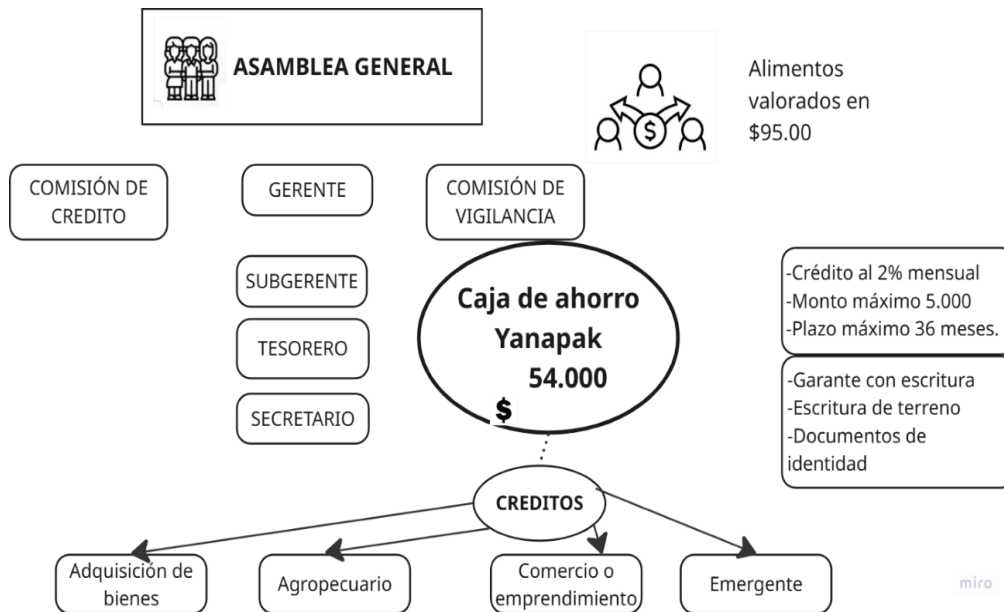 ASAMBLEA GENERAL
Alimentos
valorados en
$95.00
COMISIÓN DE
CREDITO
GERENTE
COMISIÓN DE
VIGILANCIA
SUBGERENTE
TESORERO
SECRETARIO
Caja de ahorro
Yanapak
54.000
$
-Crédito al 2% mensual
-Monto máximo 5.000
-Plazo máximo 36 meses.
-Garante con escritura
-Escritura de terreno
-Documentos de
identidad
CREDITOS
Adquisición de
bienes
Agropecuario
Comercio o
emprendimiento
Emergente
miro